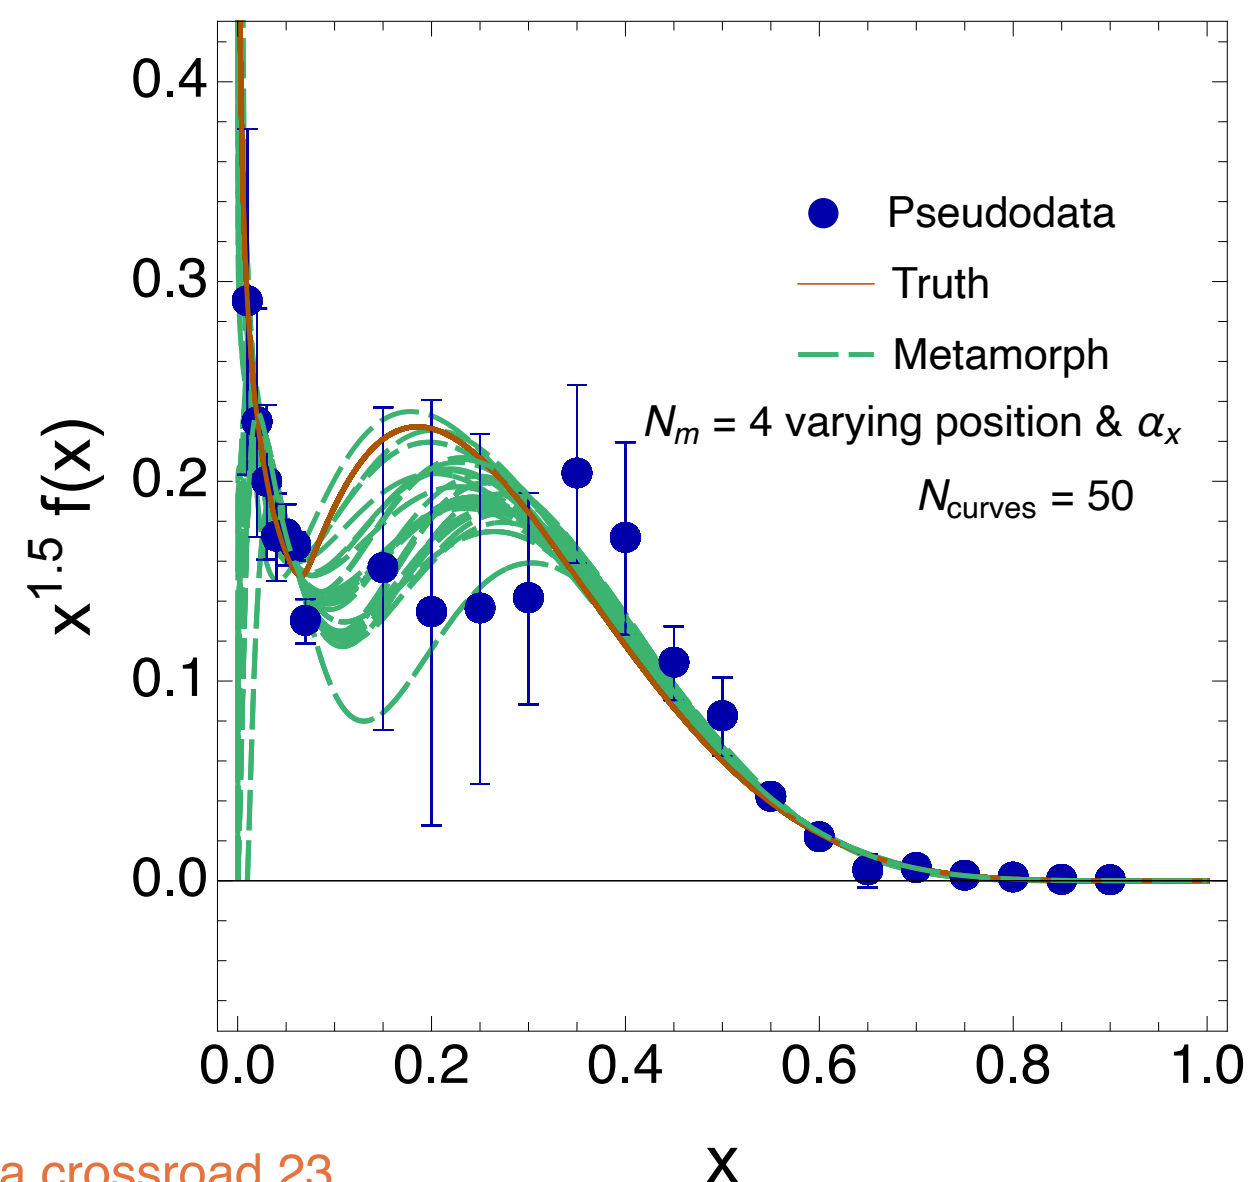 0.4
0.3
0.2
0.1
0.0
x^1.5 f(x)
Pseudodata
Truth
Metamorph
N_m = 4 varying position & α_x
N_curves = 50
0.0 0.2 0.4 0.6 0.8 1.0
x
a crossroad 23